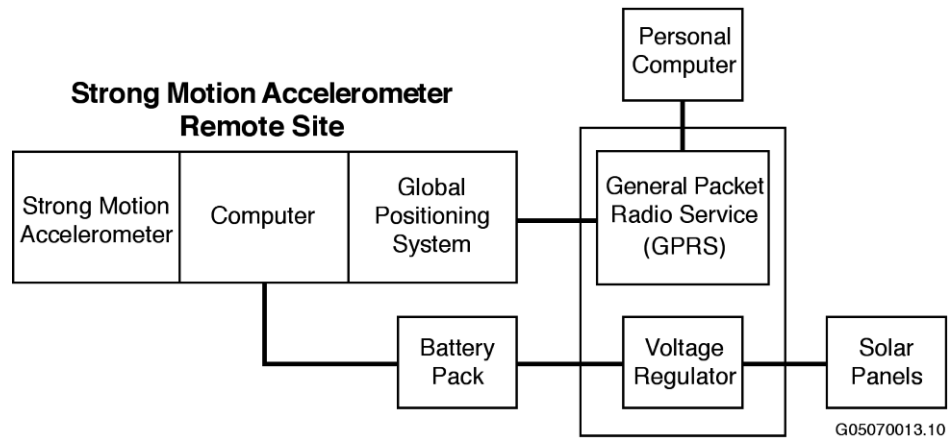 Personal
Computer
Strong Motion Accelerometer
Remote Site
Strong Motion
Accelerometer
Computer
Global
Positioning
System
General Packet
Radio Service
(GPRS)
Battery
Pack
Voltage
Regulator
Solar
Panels
G05070013.10